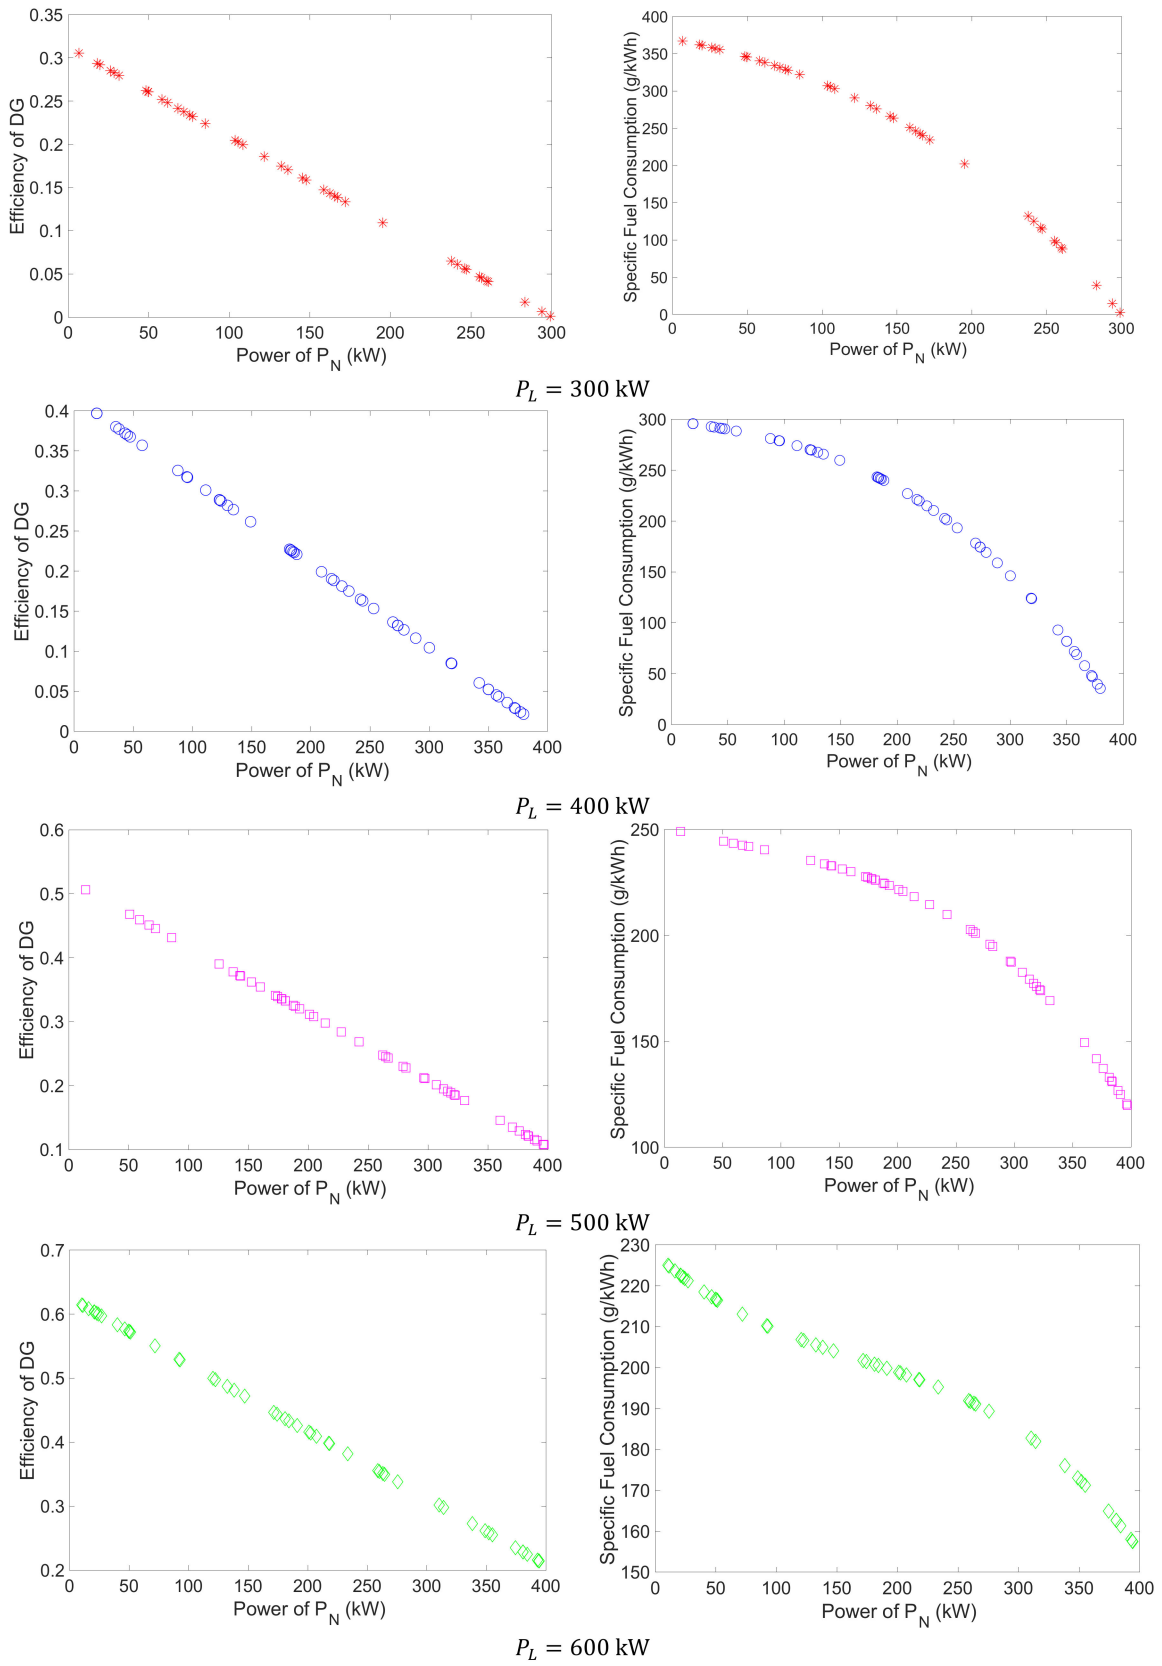 0.35
0.3
0.25
0.2
0.15
0.1
0.05
0
0 50 100 150 200 250 300
Efficiency of DG
Power of P_N (kW)
400
350
300
250
200
150
100
50
0
0 50 100 150 200 250 300
Specific Fuel Consumption (g/kWh)
Power of P_N (kW)
P_L = 300 kW
0.4
0.35
0.3
0.25
0.2
0.15
0.1
0.05
0
0 50 100 150 200 250 300 350 400
Efficiency of DG
Power of P_N (kW)
300
250
200
150
100
50
0
0 50 100 150 200 250 300 350 400
Specific Fuel Consumption (g/kWh)
Power of P_N (kW)
P_L = 400 kW
0.6
0.5
0.4
0.3
0.2
0.1
0 50 100 150 200 250 300 350 400
Efficiency of DG
Power of P_N (kW)
250
200
150
100
0 50 100 150 200 250 300 350 400
Specific Fuel Consumption (g/kWh)
Power of P_N (kW)
P_L = 500 kW
0.7
0.6
0.5
0.4
0.3
0.2
0 50 100 150 200 250 300 350 400
Efficiency of DG
Power of P_N (kW)
230
220
210
200
190
180
170
160
150
0 50 100 150 200 250 300 350 400
Specific Fuel Consumption (g/kWh)
Power of P_N (kW)
P_L = 600 kW